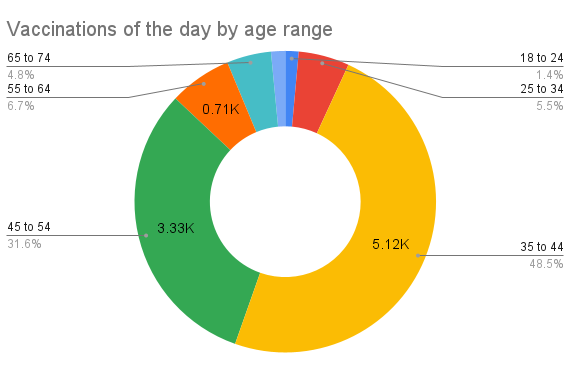 Vaccinations of the day by age range
65 to 74
4.8%
55 to 64
6.7%
45 to 54
31.6%
18 to 24
1.4%
25 to 34
5.5%
35 to 44
48.5%
0.71K
3.33K
5.12K